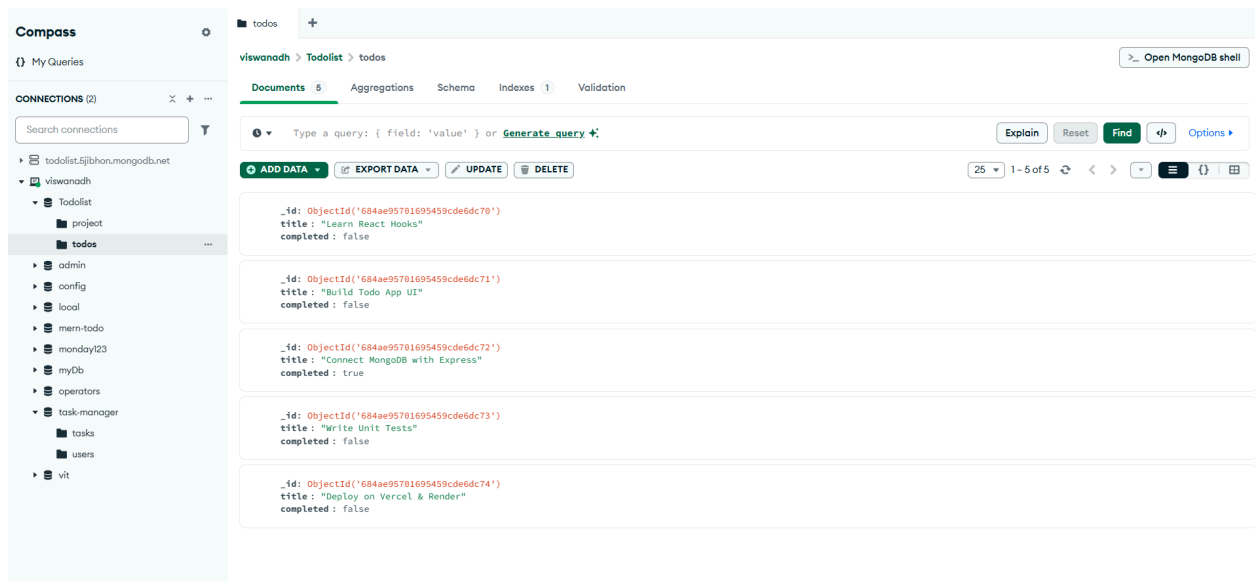 Compass
{} My Queries
CONNECTIONS (2)
Search connections
todolist.5jibhon.mongodb.net
viswanadh
Todolist
project
todos
admin
config
local
mern-todo
monday123
myDb
operators
task-manager
tasks
users
vit
todos
viswanadh > Todolist > todos
>_ Open MongoDB shell
Documents 5 Aggregations Schema Indexes 1 Validation
Type a query: { field: 'value' } or Generate query
Explain Reset Find </> Options
ADD DATA EXPORT DATA UPDATE DELETE
25 1 – 5 of 5 {}
_id: ObjectId('684ae95701695459cde6dc70')
title : "Learn React Hooks"
completed : false
_id: ObjectId('684ae95701695459cde6dc71')
title : "Build Todo App UI"
completed : false
_id: ObjectId('684ae95701695459cde6dc72')
title : "Connect MongoDB with Express"
completed : true
_id: ObjectId('684ae95701695459cde6dc73')
title : "Write Unit Tests"
completed : false
_id: ObjectId('684ae95701695459cde6dc74')
title : "Deploy on Vercel & Render"
completed : false